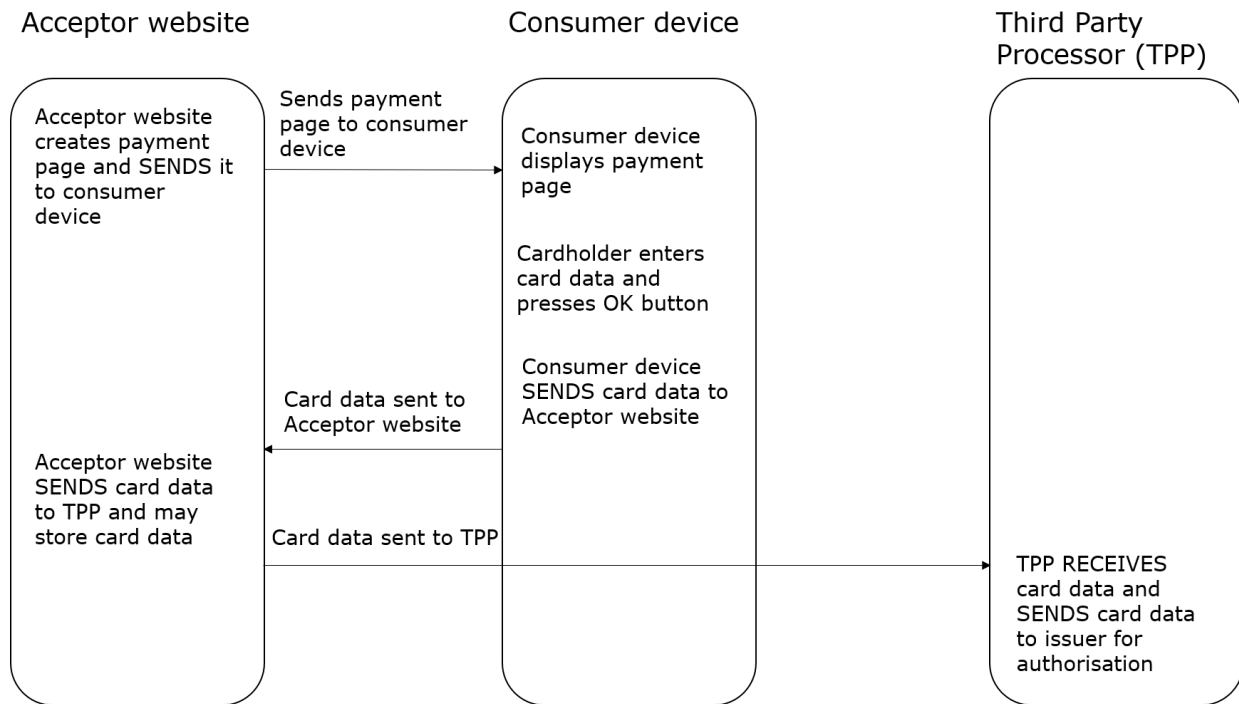 Acceptor website
Consumer device
Third Party
Processor (TPP)
Acceptor website
creates payment
page and SENDS it
to consumer
device
Sends payment
page to consumer
device
Consumer device
displays payment
page
Cardholder enters
card data and
presses OK button
Consumer device
SENDS card data to
Acceptor website
Card data sent to
Acceptor website
Acceptor website
SENDS card data
to TPP and may
store card data
Card data sent to TPP
TPP RECEIVES
card data and
SENDS card data
to issuer for
authorisation